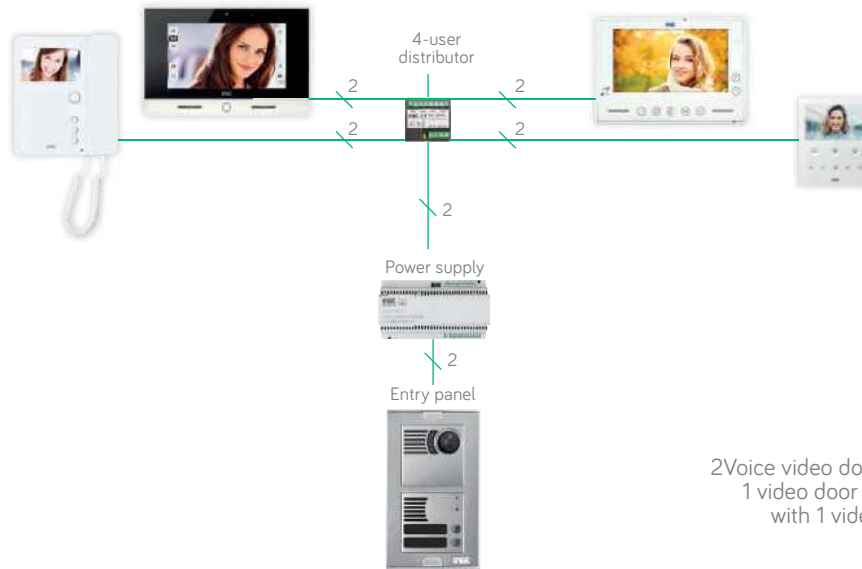 4-user
distributor
2
2
2
2
2
Power supply
2
Entry panel
2Voice video do
1 video door
with 1 vide